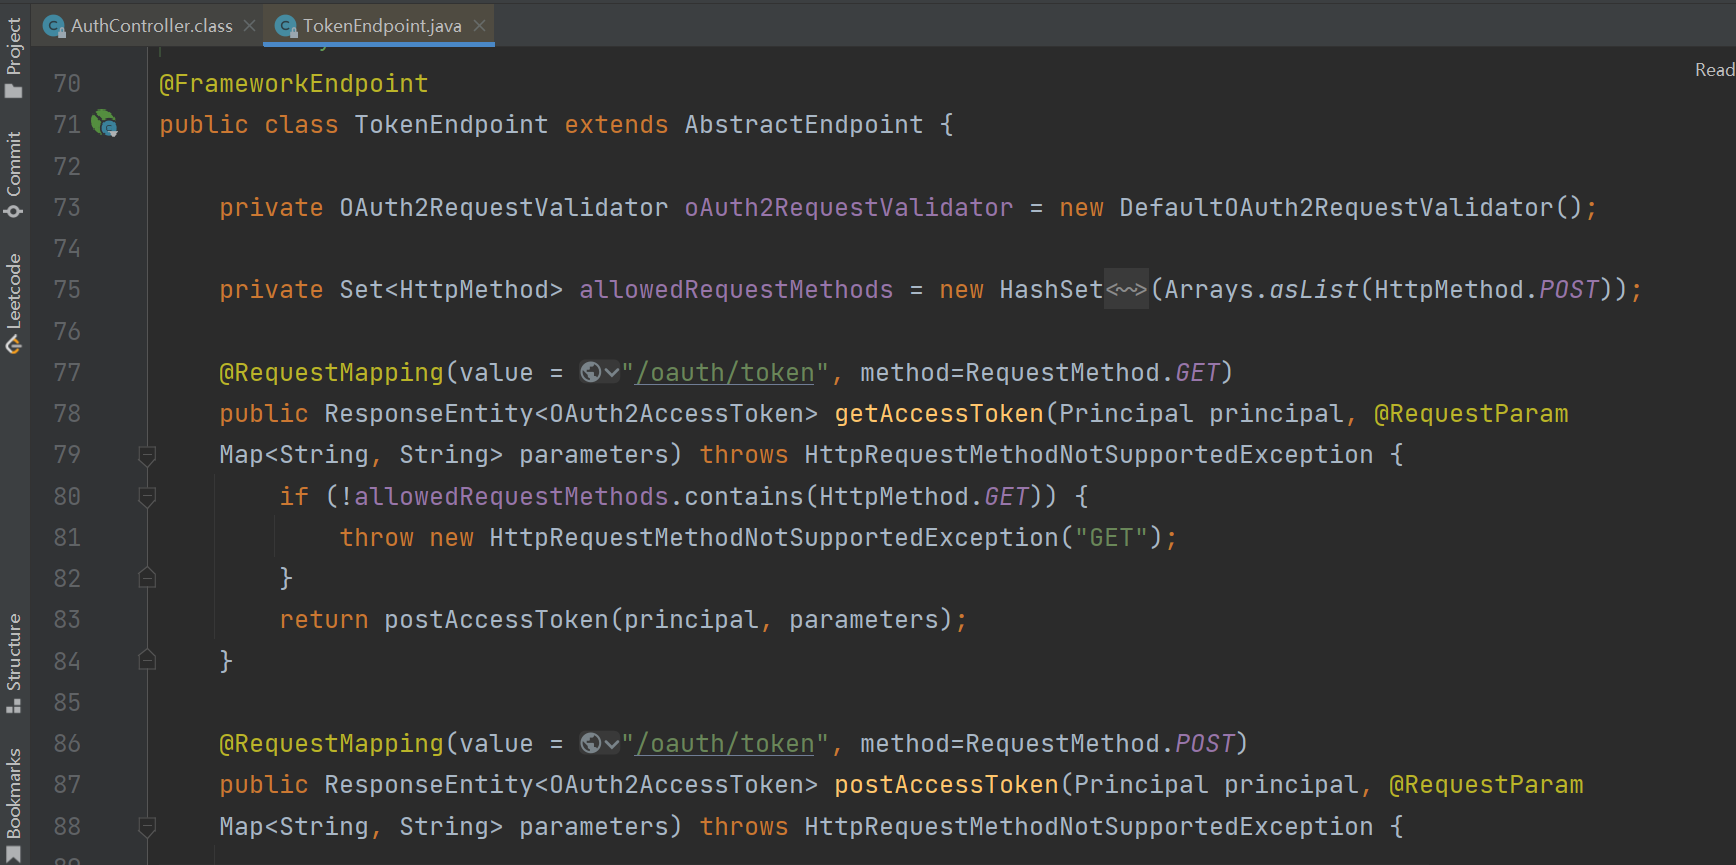 AuthController.class
TokenEndpoint.java
Project
Commit
Leetcode
Structure
Bookmarks
Read
70 @FrameworkEndpoint
71 public class TokenEndpoint extends AbstractEndpoint {
72
73 private OAuth2RequestValidator oAuth2RequestValidator = new DefaultOAuth2RequestValidator();
74
75 private Set<HttpMethod> allowedRequestMethods = new HashSet<~>(Arrays.asList(HttpMethod.POST));
76
77 @RequestMapping(value = "/oauth/token", method=RequestMethod.GET)
78 public ResponseEntity<OAuth2AccessToken> getAccessToken(Principal principal, @RequestParam
79 Map<String, String> parameters) throws HttpRequestMethodNotSupportedException {
80 if (!allowedRequestMethods.contains(HttpMethod.GET)) {
81 throw new HttpRequestMethodNotSupportedException("GET");
82 }
83 return postAccessToken(principal, parameters);
84 }
85
86 @RequestMapping(value = "/oauth/token", method=RequestMethod.POST)
87 public ResponseEntity<OAuth2AccessToken> postAccessToken(Principal principal, @RequestParam
88 Map<String, String> parameters) throws HttpRequestMethodNotSupportedException {